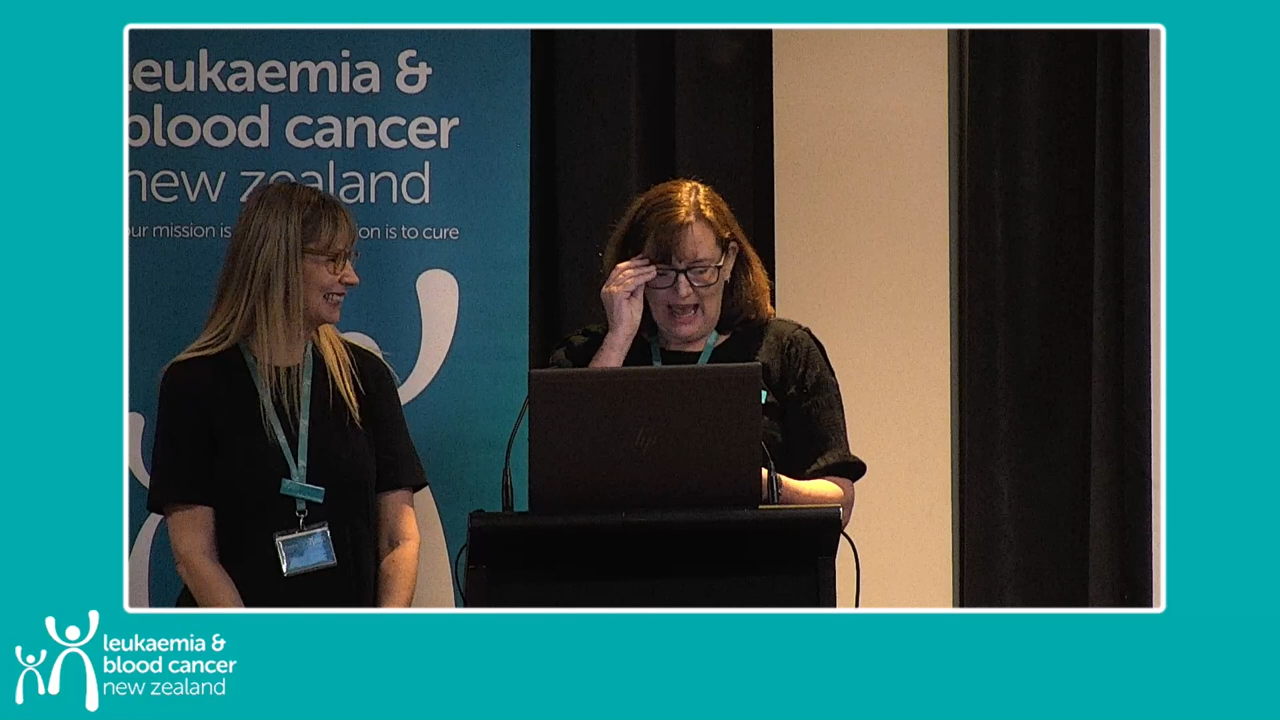 leukaemia &
blood cancer
new zealand
our mission is
ion is to cure
leukaemia &
blood cancer
new zealand